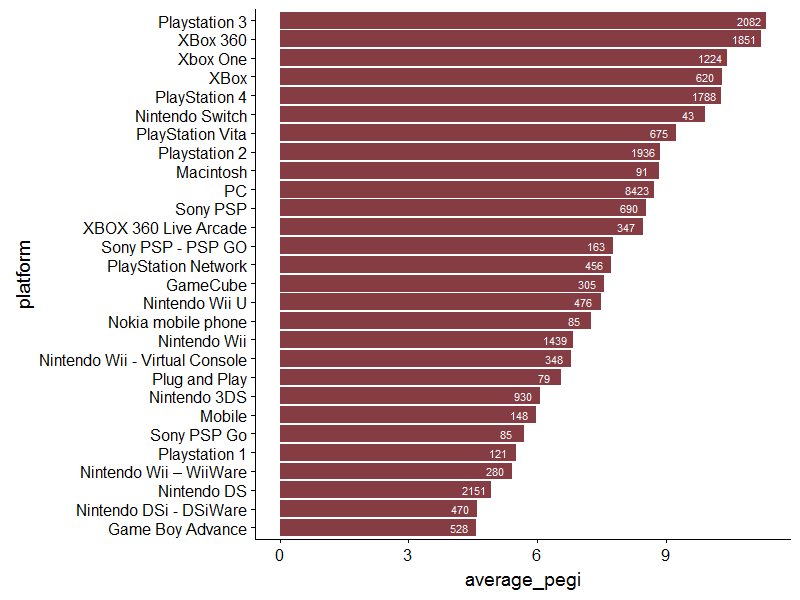 Playstation 3 2082
XBox 360 1851
Xbox One 1224
XBox 620
PlayStation 4 1788
Nintendo Switch 43
PlayStation Vita 675
Playstation 2 1936
Macintosh 91
PC 8423
Sony PSP 690
XBOX 360 Live Arcade 347
Sony PSP - PSP GO 163
PlayStation Network 456
GameCube 305
Nintendo Wii U 476
Nokia mobile phone 85
Nintendo Wii 1439
Nintendo Wii - Virtual Console 348
Plug and Play 79
Nintendo 3DS 930
Mobile 148
Sony PSP Go 85
Playstation 1 121
Nintendo Wii – WiiWare 280
Nintendo DS 2151
Nintendo DSi - DSiWare 470
Game Boy Advance 528
platform
0 3 6 9
average_pegi